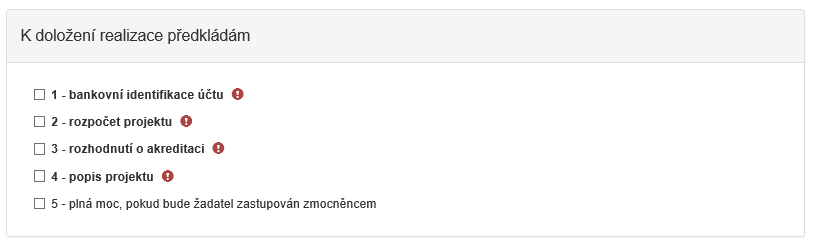 K doložení realizace předkládám
1 - bankovní identifikace účtu
2 - rozpočet projektu
3 - rozhodnutí o akreditaci
4 - popis projektu
5 - plná moc, pokud bude žadatel zastupován zmocněncem